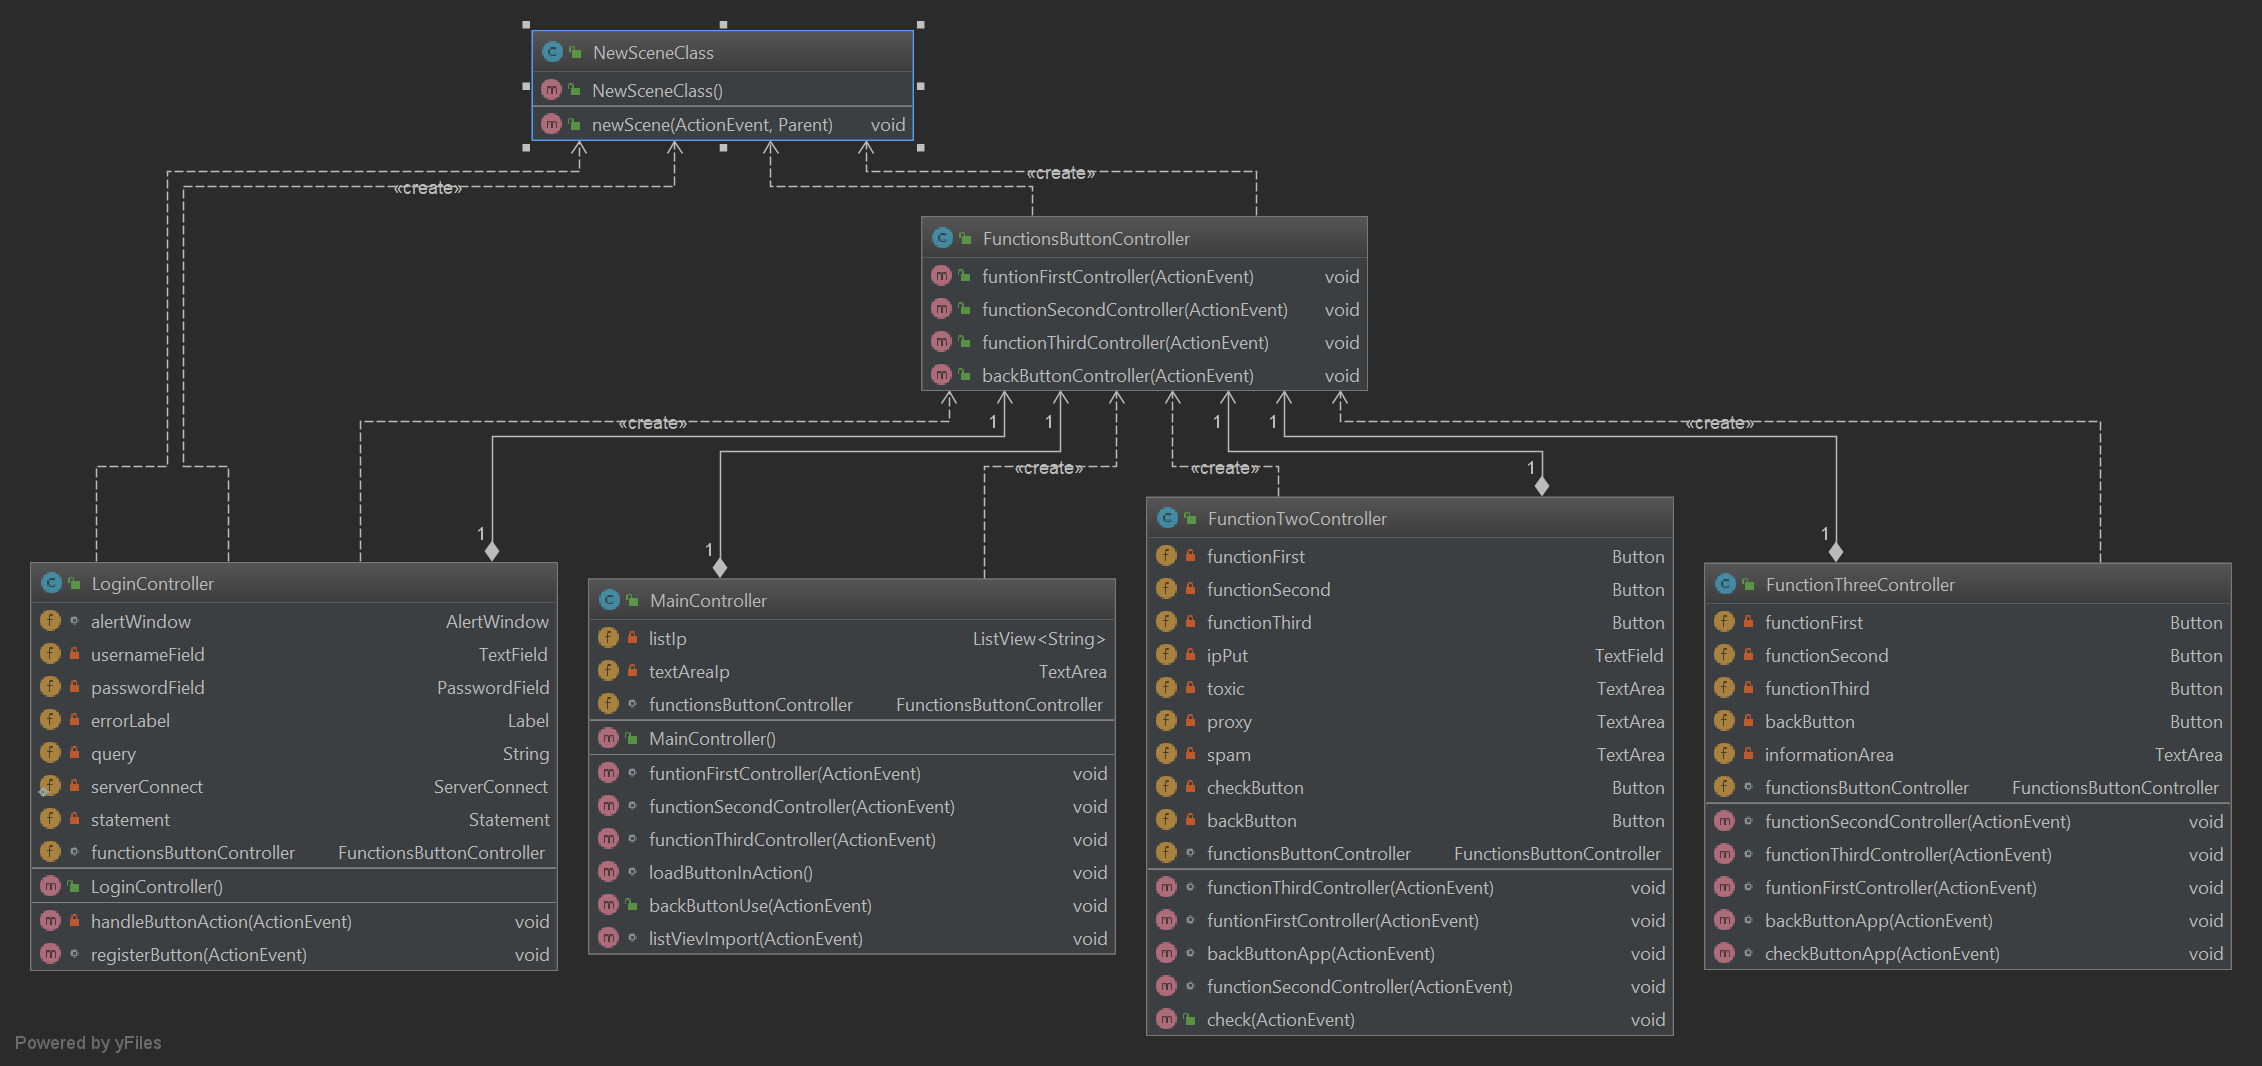 NewSceneClass
NewSceneClass()
newScene(ActionEvent, Parent) void
«create»
«create»
FunctionsButtonController
funtionFirstController(ActionEvent) void
functionSecondController(ActionEvent) void
functionThirdController(ActionEvent) void
backButtonController(ActionEvent) void
1 1 1 1
«create» «create»
«create» «create» 1
1 1 1
LoginController
alertWindow AlertWindow
usernameField TextField
passwordField PasswordField
errorLabel Label
query String
serverConnect ServerConnect
statement Statement
functionsButtonController FunctionsButtonController
LoginController()
handleButtonAction(ActionEvent) void
registerButton(ActionEvent) void
MainController
listIp ListView<String>
textAreaIp TextArea
functionsButtonController FunctionsButtonController
MainController()
funtionFirstController(ActionEvent) void
functionSecondController(ActionEvent) void
functionThirdController(ActionEvent) void
loadButtonInAction() void
backButtonUse(ActionEvent) void
listVievImport(ActionEvent) void
FunctionTwoController
functionFirst Button
functionSecond Button
functionThird Button
ipPut TextField
toxic TextArea
proxy TextArea
spam TextArea
checkButton Button
backButton Button
functionsButtonController FunctionsButtonController
functionThirdController(ActionEvent) void
funtionFirstController(ActionEvent) void
backButtonApp(ActionEvent) void
functionSecondController(ActionEvent) void
check(ActionEvent) void
FunctionThreeController
functionFirst Button
functionSecond Button
functionThird Button
backButton Button
informationArea TextArea
functionsButtonController FunctionsButtonController
functionSecondController(ActionEvent) void
functionThirdController(ActionEvent) void
funtionFirstController(ActionEvent) void
backButtonApp(ActionEvent) void
checkButtonApp(ActionEvent) void
Powered by yFiles